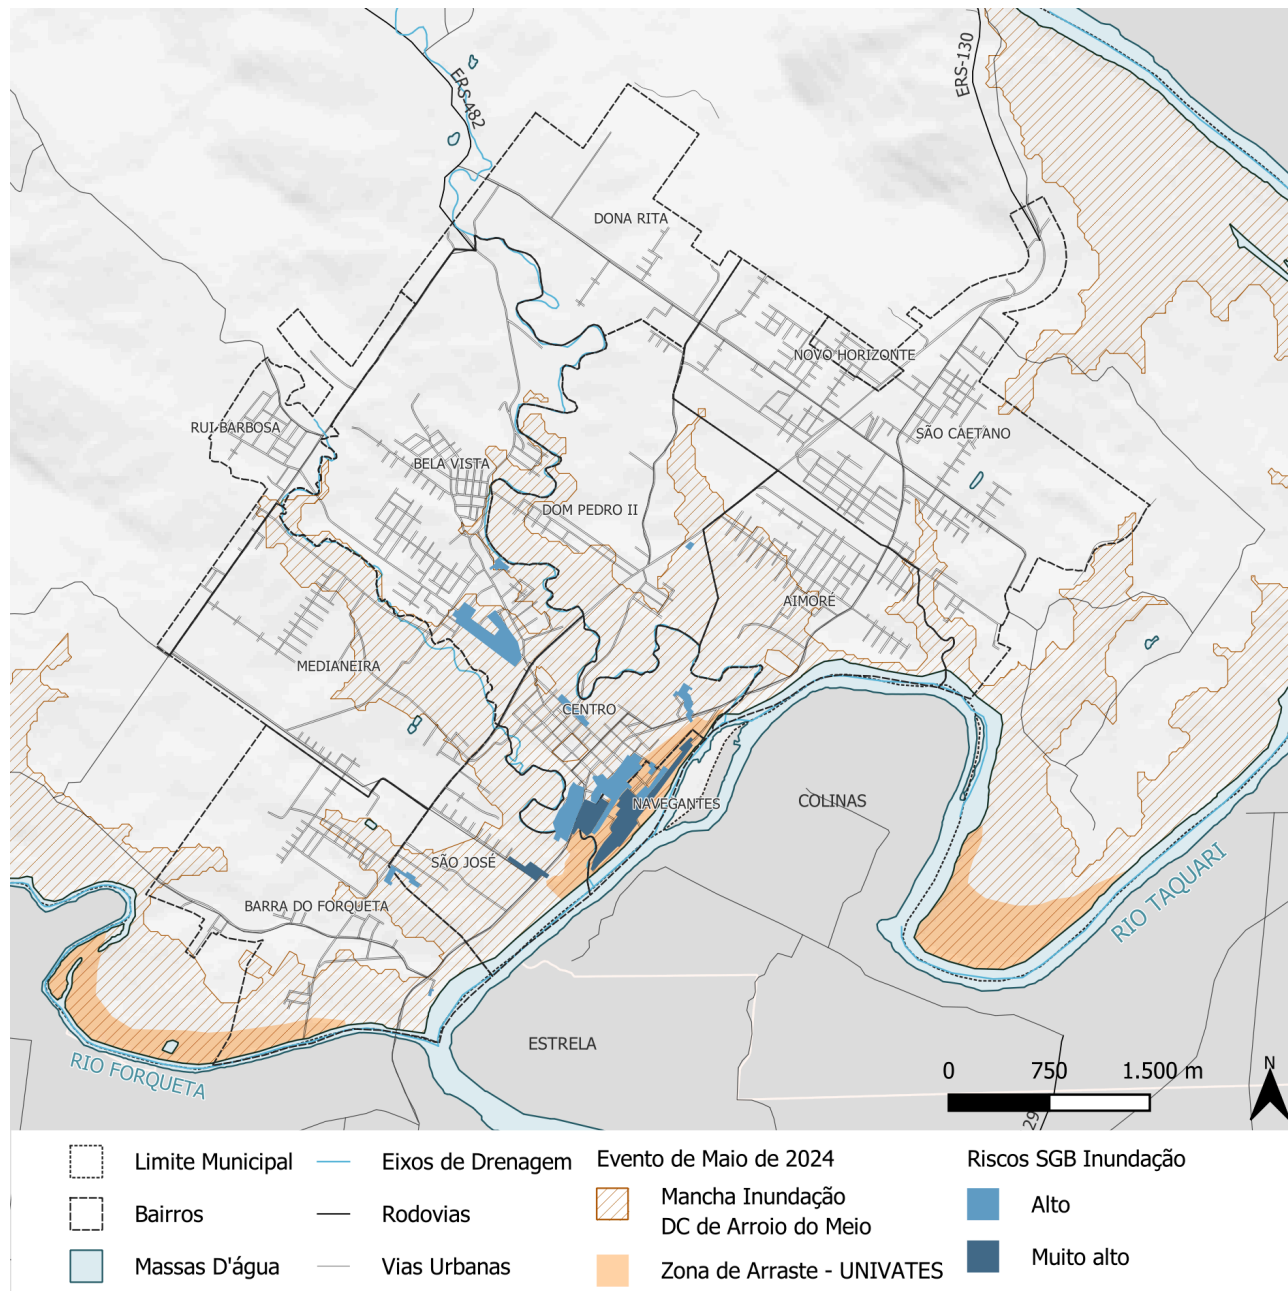 ERS-482
ERS-130
DONA RITA
NOVO HORIZONTE
RUI BARBOSA
SÃO CAETANO
BELA VISTA
DOM PEDRO II
AIMORÉ
MEDIANEIRA
CENTRO
NAVEGANTES
COLINAS
SÃO JOSÉ
BARRA DO FORQUETA
RIO TAQUARI
ESTRELA
RIO FORQUETA
0 750 1.500 m
N
29
Limite Municipal
Bairros
Massas D'água
Eixos de Drenagem
Rodovias
Vias Urbanas
Evento de Maio de 2024
Mancha Inundação
DC de Arroio do Meio
Zona de Arraste - UNIVATES
Riscos SGB Inundação
Alto
Muito alto